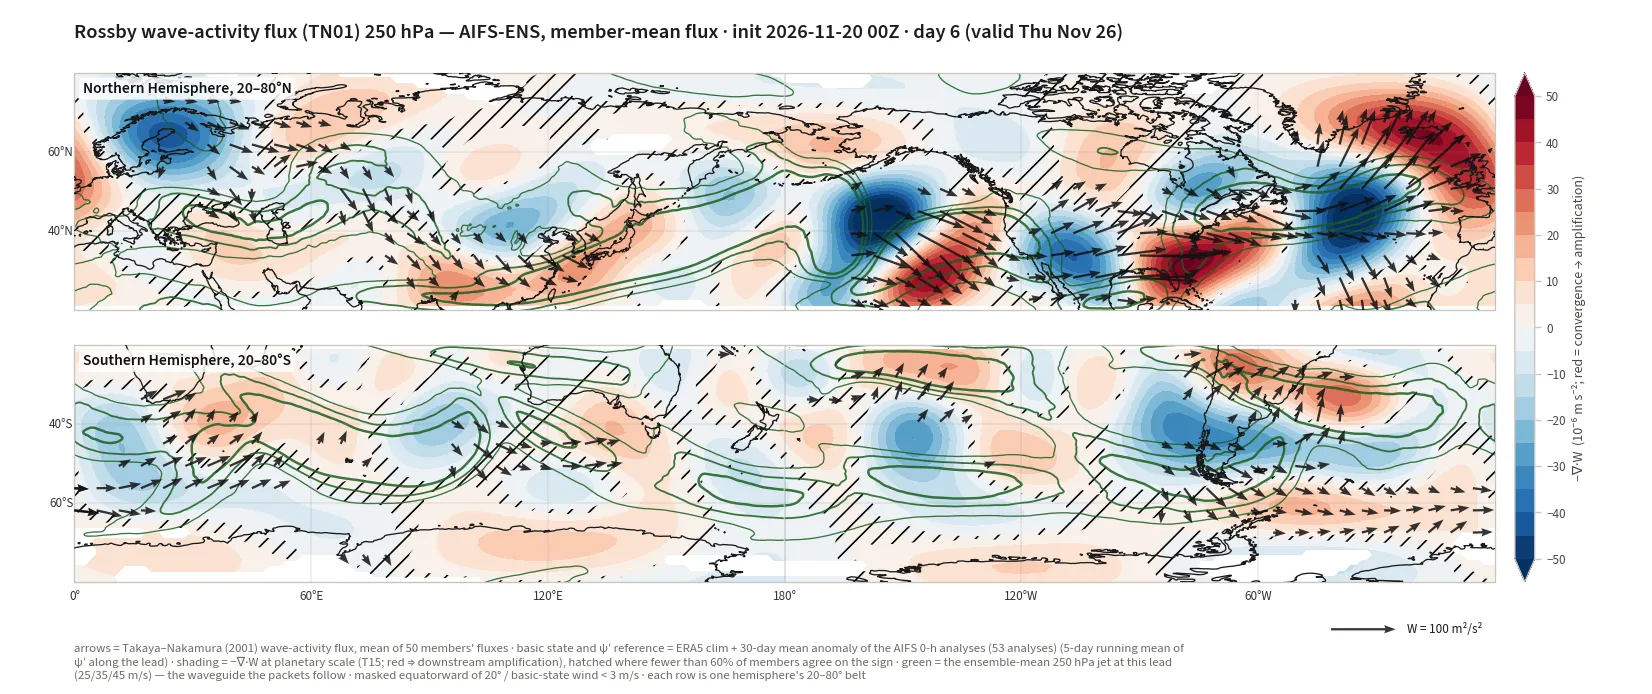 Rossby wave-activity flux (TN01) 250 hPa — AIFS-ENS, member-mean flux · init 2026-11-20 00Z · day 6 (valid Thu Nov 26)
Northern Hemisphere, 20–80°N
60°N
40°N
Southern Hemisphere, 20–80°S
40°S
60°S
0°
60°E
120°E
180°
120°W
60°W
50
40
30
20
10
0
−10
−20
−30
−40
−50
−∇·W (10⁻⁶ m s⁻²; red = convergence → amplification)
W = 100 m²/s²
arrows = Takaya–Nakamura (2001) wave-activity flux, mean of 50 members' fluxes · basic state and ψ' reference = ERA5 clim + 30-day mean anomaly of the AIFS 0-h analyses (53 analyses) (5-day running mean of
ψ' along the lead) · shading = −∇·W at planetary scale (T15; red ⇒ downstream amplification), hatched where fewer than 60% of members agree on the sign · green = the ensemble-mean 250 hPa jet at this lead
(25/35/45 m/s) — the waveguide the packets follow · masked equatorward of 20° / basic-state wind < 3 m/s · each row is one hemisphere's 20–80° belt